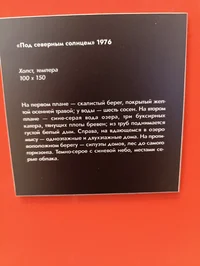 «Под северным солнцем» 1976
Холст, темпера
100 x 150
На первом плане — скалистый берег, покрытый жел-
той осенней травой; у воды — шесть сосен. На втором
плане — сине-серая вода озера, три буксирных
катера, тянущих плоты бревен; из труб поднимается
густой белый дым. Справа, на вдающемся в озеро
мысу — одноэтажные и двухэтажные дома. На про-
тивоположном берегу — силуэты домов, лес до самого
горизонта. Темно-серое с синевой небо, местами се-
рые облака.